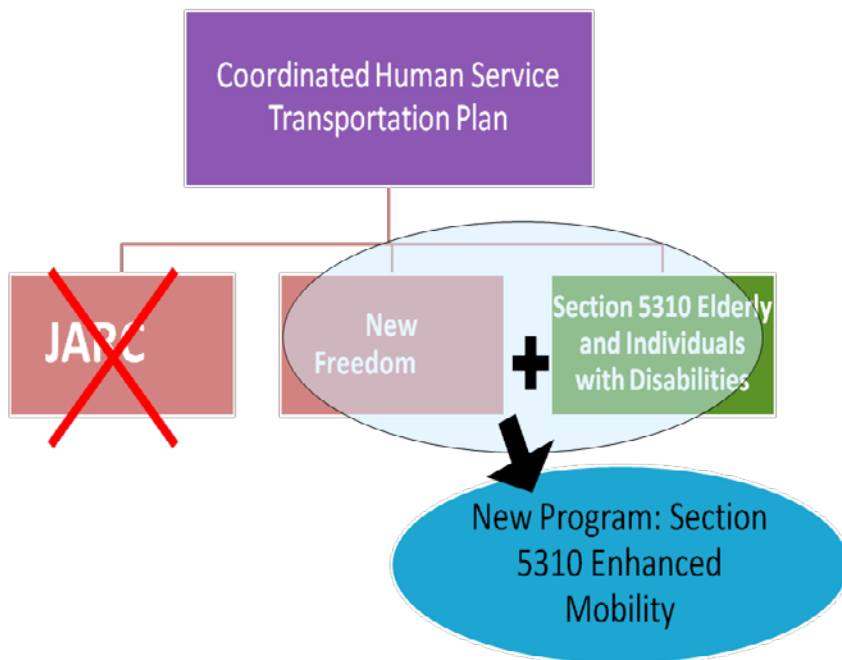 Coordinated Human Service
Transportation Plan
JARC
New
Freedom
+
Section 5310 Elderly
and Individuals
with Disabilities
New Program: Section
5310 Enhanced
Mobility